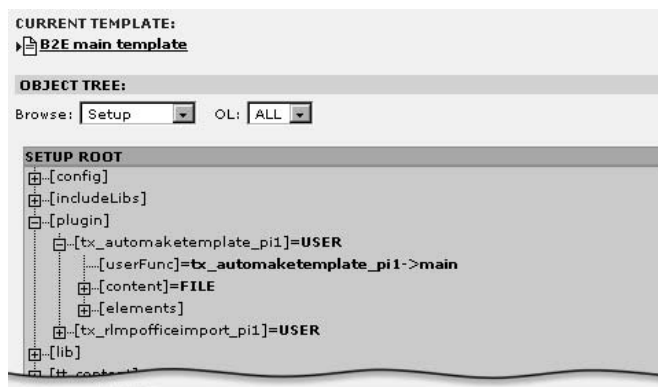 CURRENT TEMPLATE:
B2E main template
OBJECT TREE:
Browse: Setup OL: ALL
SETUP ROOT
[config]
[includeLibs]
[plugin]
[tx_automaketemplate_pi1]=USER
[userFunc]=tx_automaketemplate_pi1->main
[content]=FILE
[elements]
[tx_rlmpofficeimport_pi1]=USER
[lib]